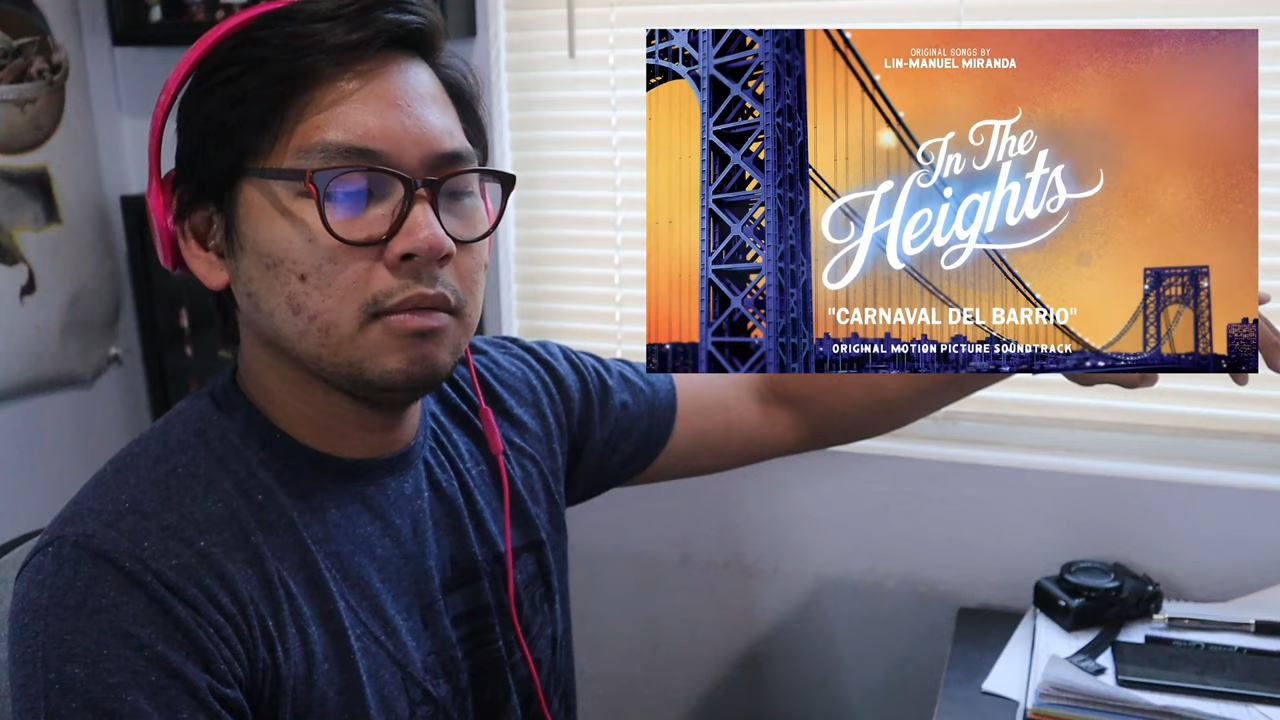 ORIGINAL SONGS BY
LIN-MANUEL MIRANDA
In The
Heights
"CARNAVAL DEL BARRIO"
ORIGINAL MOTION PICTURE SOUNDTRACK